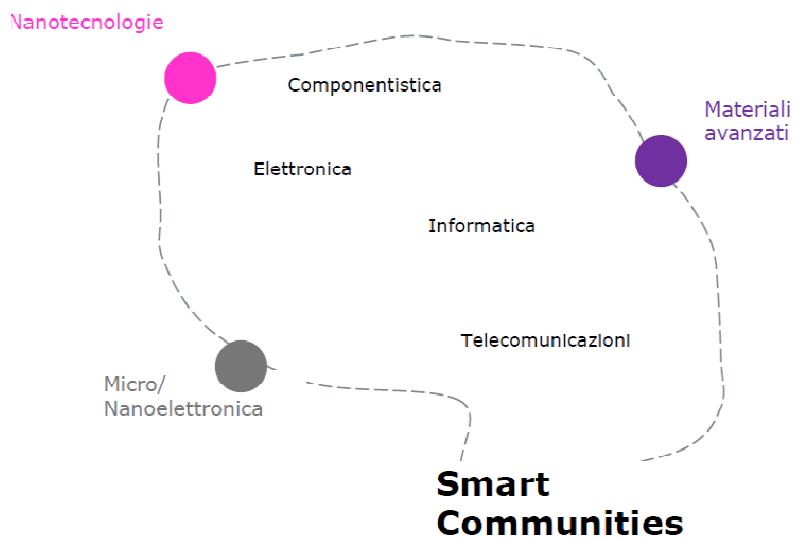 Nanotecnologie
Componentistica
Materiali
avanzati
Elettronica
Informatica
Telecomunicazioni
Micro/
Nanoelettronica
Smart
Communities